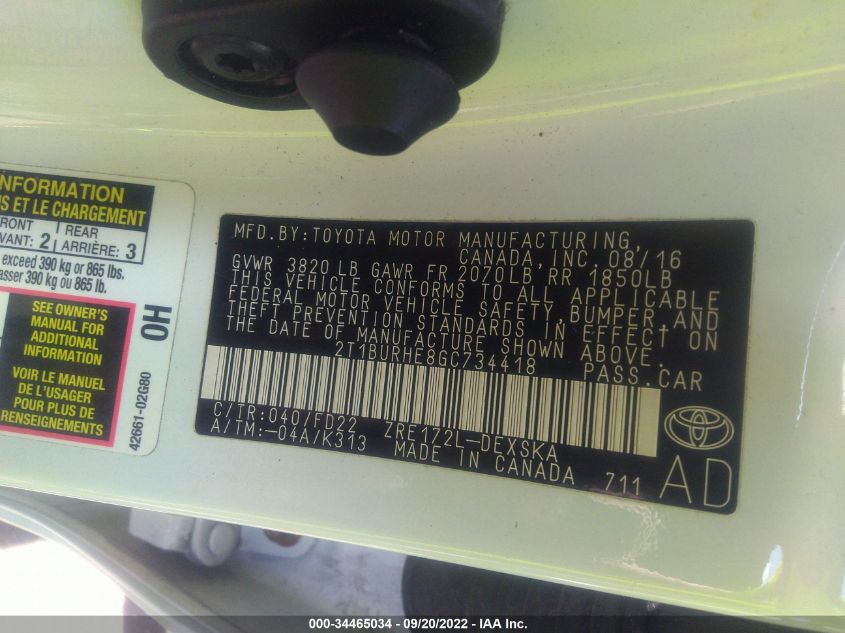 NFORMATION
S ET LE CHARGEMENT
FRONT
VANT: 2
REAR
ARRIÈRE: 3
exceed 390 kg or 865 lbs.
asser 390 kg ou 865 lb.
SEE OWNER'S
MANUAL FOR
ADDITIONAL
INFORMATION
VOIR LE MANUEL
DE L'USAGER
POUR PLUS DE
RENSEIGNEMENTS
OH
42661-02G80
MFD.BY:TOYOTA MOTOR MANUFACTURING,
CANADA,INC.08/16
GVWR 3820LB GAWR FR 2070LB RR 1850LB
THIS VEHICLE CONFORMS TO ALL APPLICABLE
FEDERAL MOTOR VEHICLE SAFETY, BUMPER AND
THEFT PREVENTION STANDARDS IN EFFECT ON
THE DATE OF MANUFACTURE SHOWN ABOVE.
2T1BURHE8GC734418 PASS.CAR
C/TR:040/FD22 ZRE172L-DEXSKA
A/TM:-04A/K313 MADE IN CANADA 711
AD
000-34465034 - 09/20/2022 - IAA Inc.